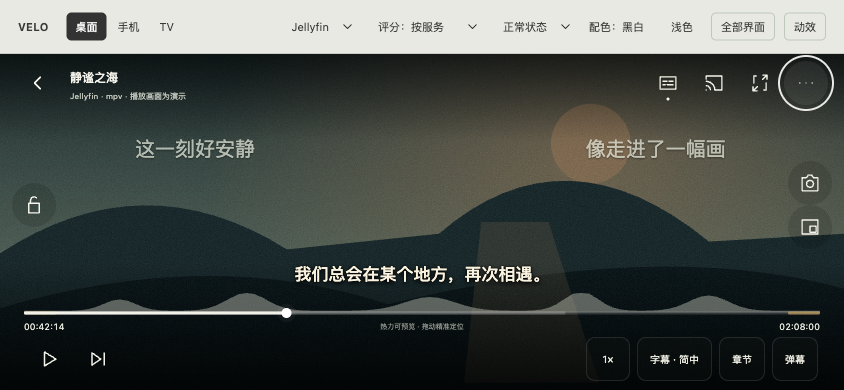 VELO 桌面 手机 TV Jellyfin 评分：按服务 正常状态 配色：黑白 浅色 全部界面 动效
静谧之海
Jellyfin · mpv · 播放画面为演示
这一刻好安静 像走进了一幅画
我们总会在某个地方，再次相遇。
00:42:14 热力可预览 · 拖动精准定位 02:08:00
1× 字幕 · 简中 章节 弹幕